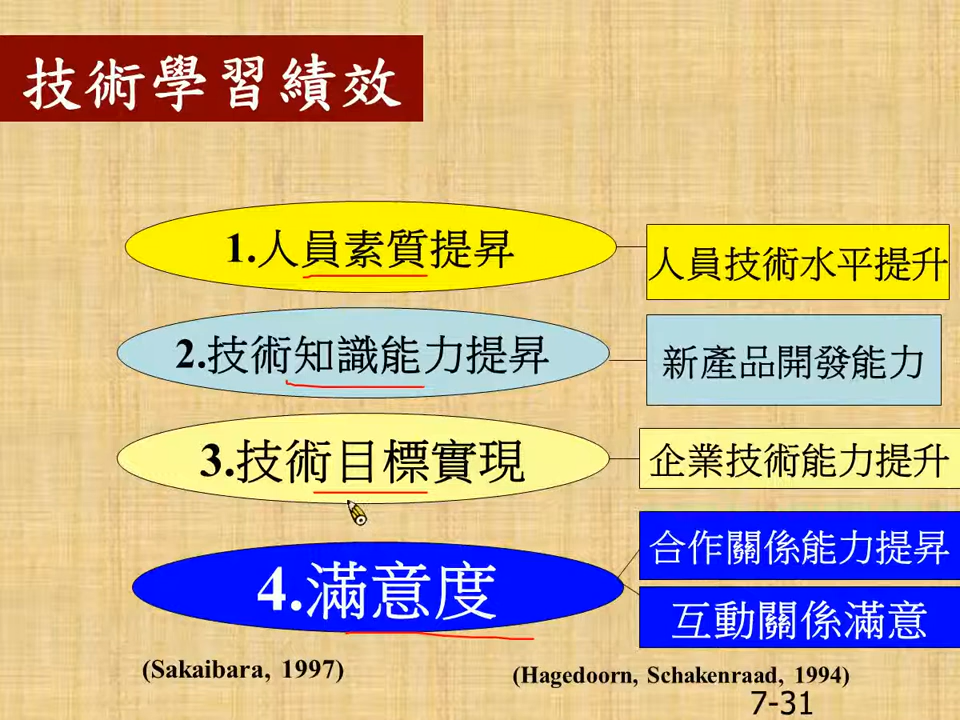 技術學習績效
1.人員素質提昇
人員技術水平提升
2.技術知識能力提昇
新產品開發能力
3.技術目標實現
企業技術能力提升
4.滿意度
合作關係能力提昇
互動關係滿意
(Sakaibara, 1997)
(Hagedoorn, Schakenraad, 1994)
7-31